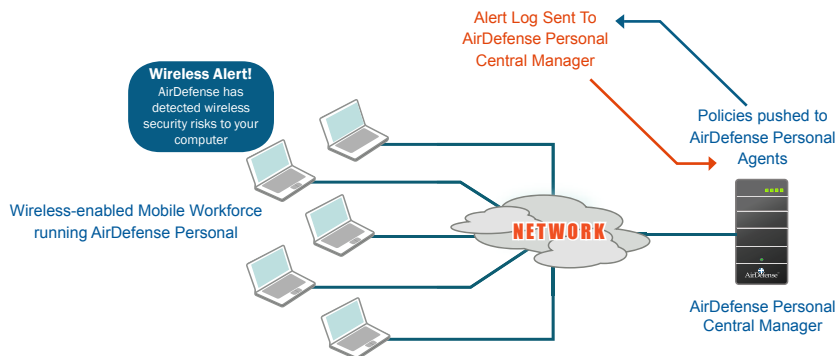 Alert Log Sent To
AirDefense Personal
Central Manager
Wireless Alert!
AirDefense has
detected wireless
security risks to your
computer
Policies pushed to
AirDefense Personal
Agents
Wireless-enabled Mobile Workforce
running AirDefense Personal
NETWORK
AirDefense™
AirDefense Personal
Central Manager